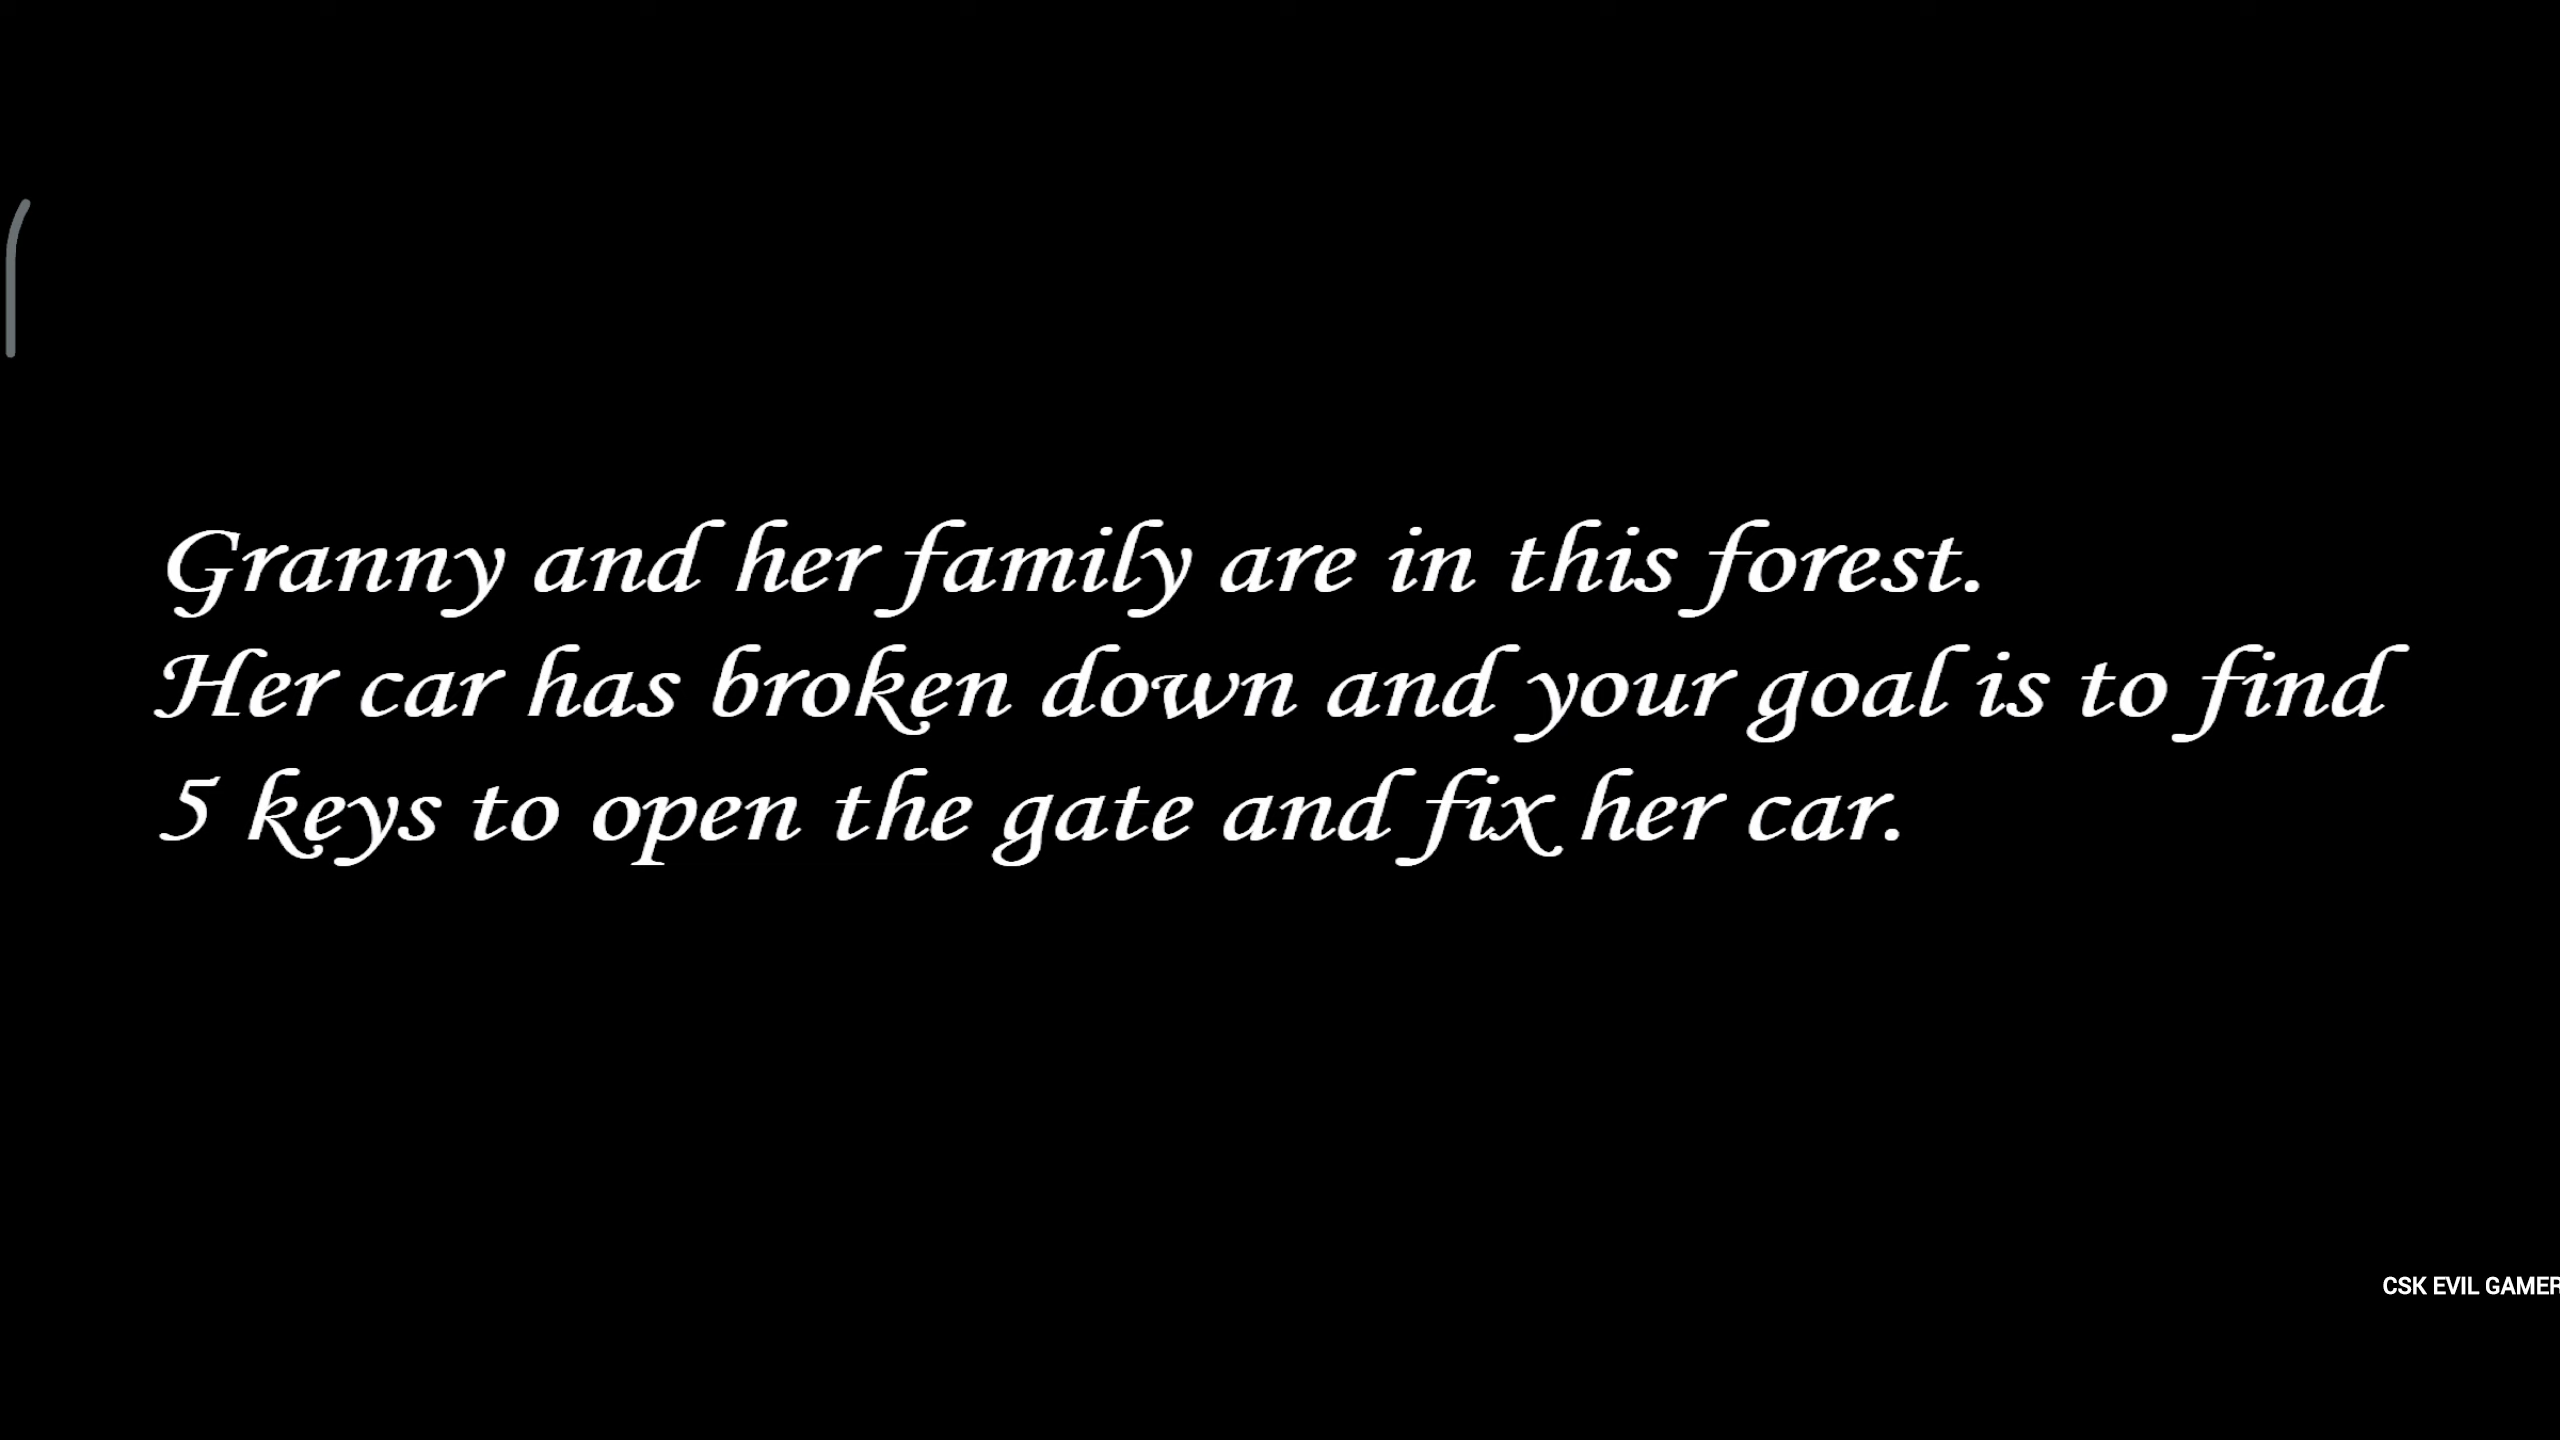 Granny and her family are in this forest.
Her car has broken down and your goal is to find
5 keys to open the gate and fix her car.
CSK EVIL GAMER